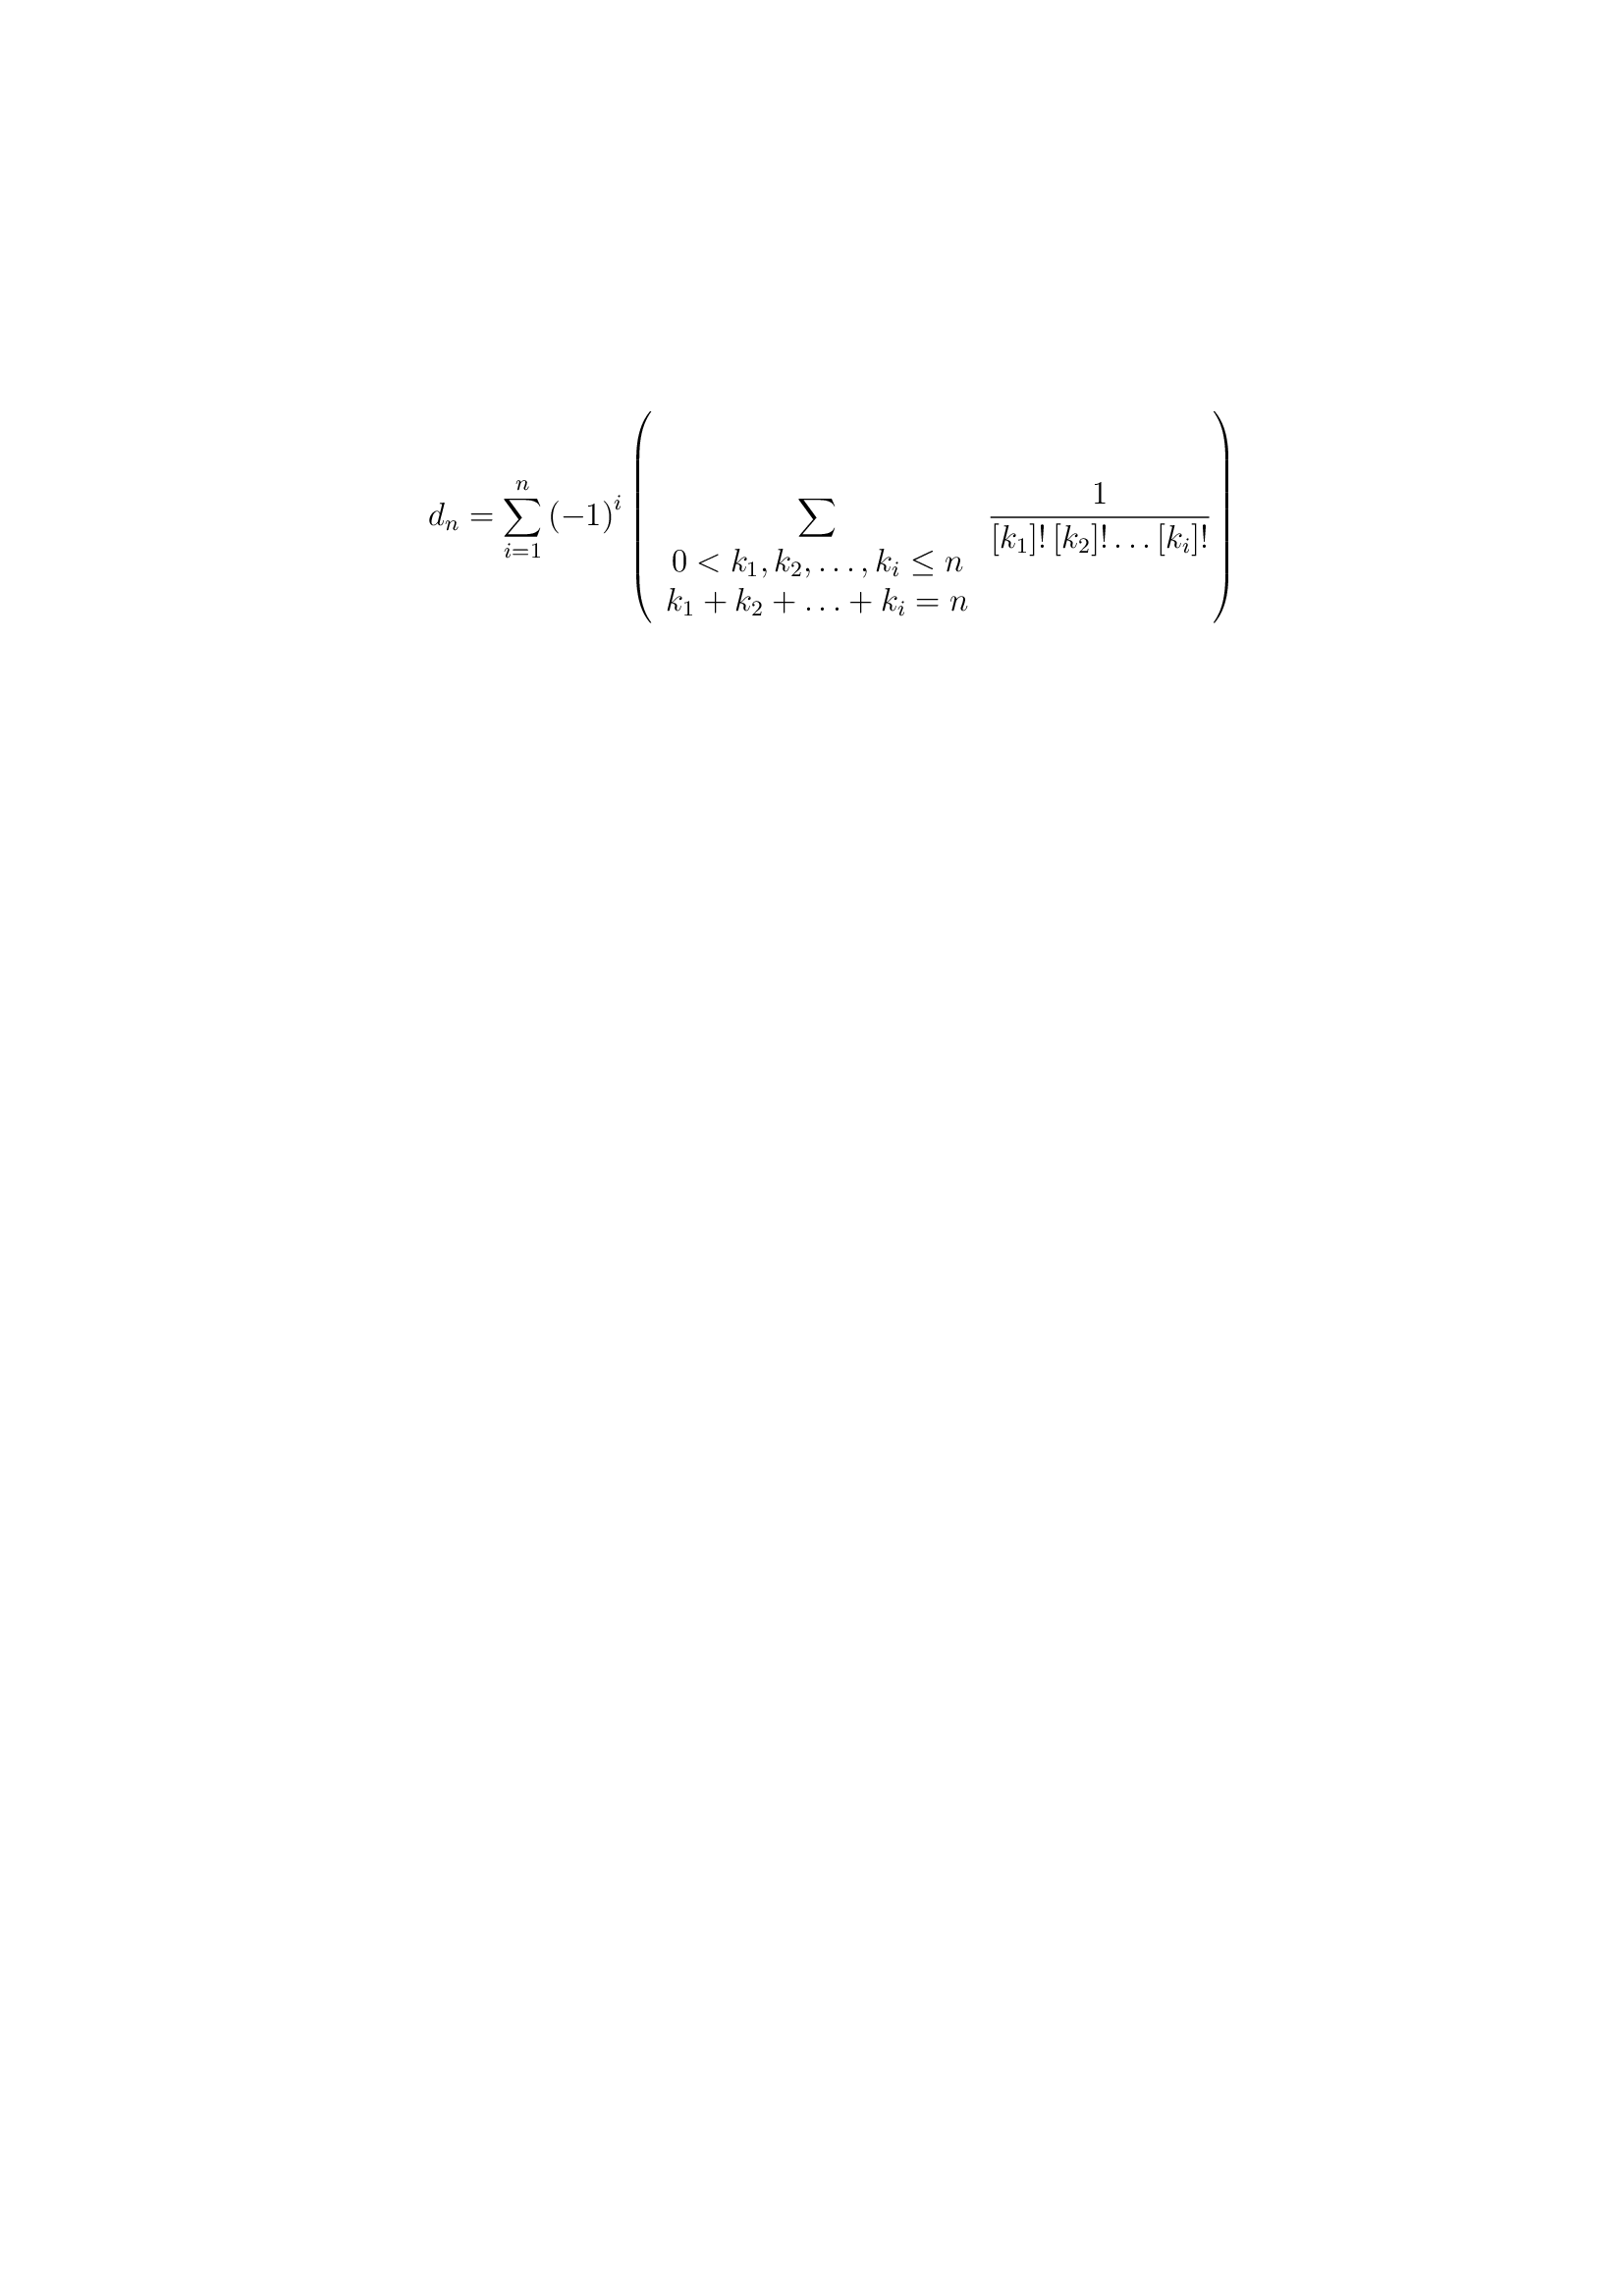 $$d_n = \sum_{i=1}^{n} (-1)^i \left( \sum_{\substack{0 < k_1, k_2, \ldots, k_i \leq n \\ k_1 + k_2 + \ldots + k_i = n}} \frac{1}{[k_1]! \, [k_2]! \ldots [k_i]!} \right)$$